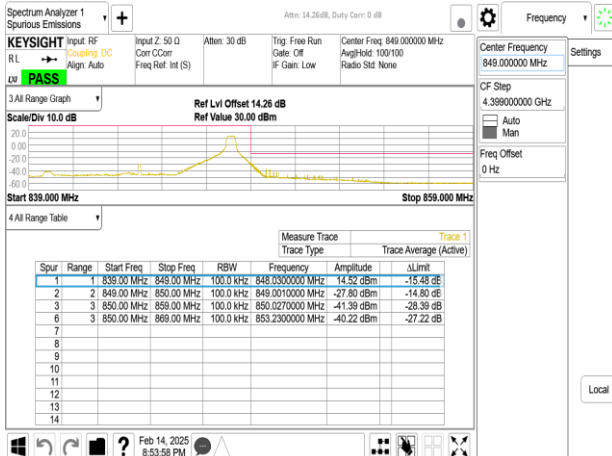 Spectrum Analyzer 1
Spurious Emissions
Attn: 14.26dB, Duty Corr: 0 dB
Frequency
KEYSIGHT
RL
LXI
PASS
Input: RF
Coupling: DC
Align: Auto
Input Z: 50 Ω
Corr CCorr
Freq Ref: Int (S)
Atten: 30 dB
Trig: Free Run
Gate: Off
IF Gain: Low
Center Freq: 849.000000 MHz
Avg|Hold: 100/100
Radio Std: None
Center Frequency
849.000000 MHz
Settings
CF Step
4.399000000 GHz
Auto
Man
Freq Offset
0 Hz
Local
3 All Range Graph
Scale/Div 10.0 dB
Ref Lvl Offset 14.26 dB
Ref Value 30.00 dBm
20.0
0.00
-20.0
-40.0
-60.0
Start 839.000 MHz
Stop 859.000 MHz
4 All Range Table
Measure Trace Trace 1
Trace Type Trace Average (Active)
Spur Range Start Freq Stop Freq RBW Frequency Amplitude ΔLimit
1 1 839.00 MHz 849.00 MHz 100.0 kHz 848.0300000 MHz 14.52 dBm -15.48 dB
2 2 849.00 MHz 850.00 MHz 100.0 kHz 849.0010000 MHz -27.80 dBm -14.80 dB
3 3 850.00 MHz 859.00 MHz 100.0 kHz 850.0270000 MHz -41.39 dBm -28.39 dB
6 3 850.00 MHz 869.00 MHz 100.0 kHz 853.2300000 MHz -40.22 dBm -27.22 dB
7
8
9
10
11
12
13
14
Feb 14, 2025
8:53:58 PM